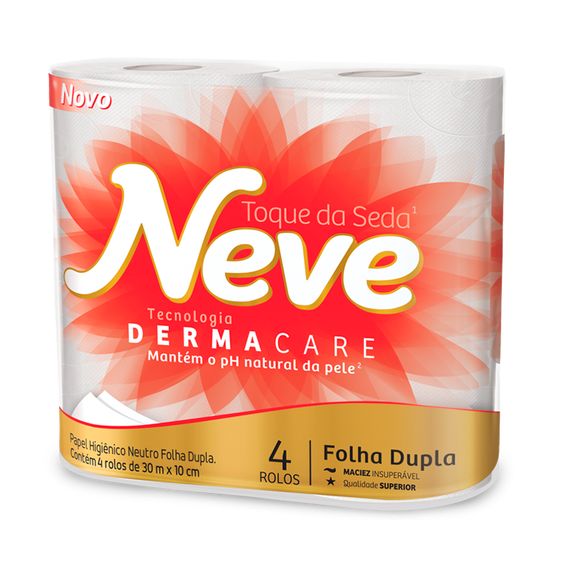 Novo
Toque da Seda¹
Neve
Tecnologia
DERMACARE
Mantém o pH natural da pele²
Papel Higiênico Neutro Folha Dupla.
Contém 4 rolos de 30 m x 10 cm
4
ROLOS
Folha Dupla
MACIEZ INSUPERÁVEL
Qualidade SUPERIOR